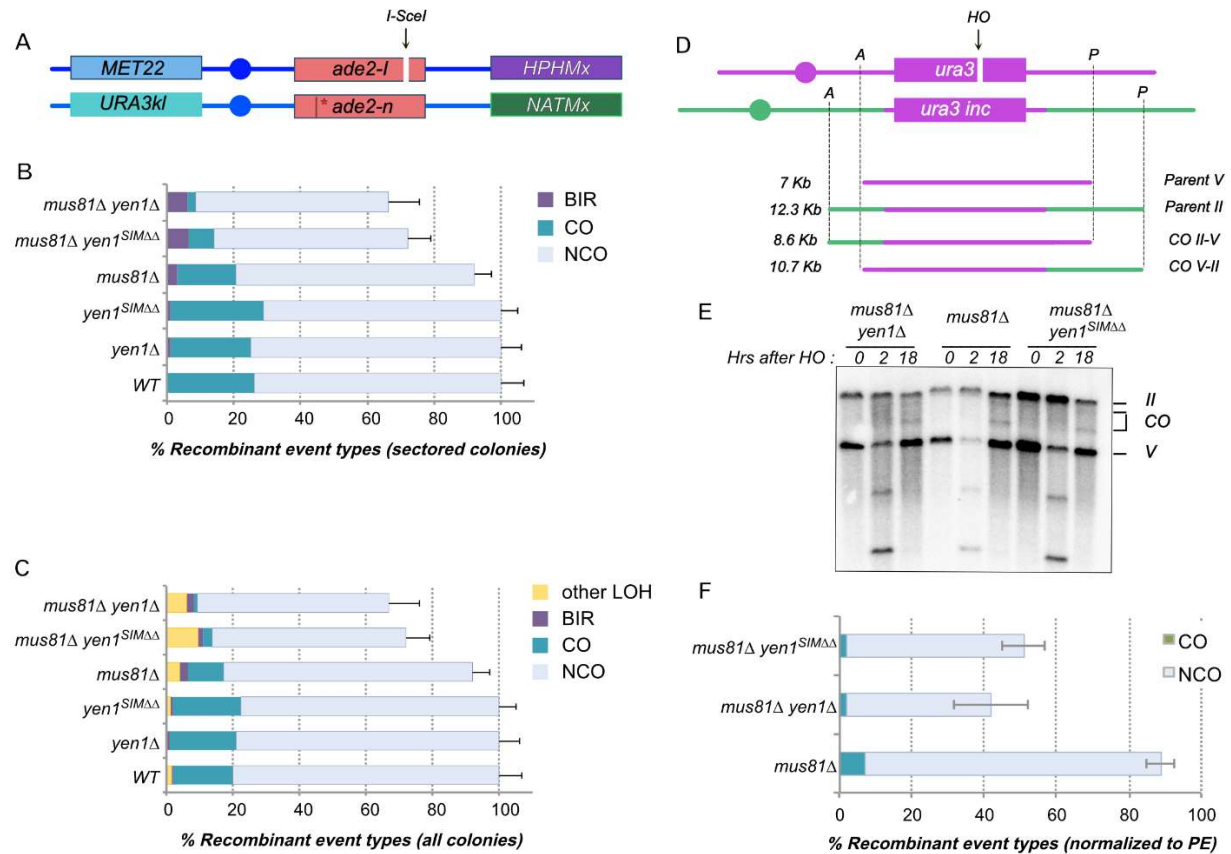 A
I-SceI
MET22
ade2-I
HPHMx
URA3kl
* ade2-n
NATMx
B
mus81Δ yen1Δ
mus81Δ yen1SIMΔΔ
mus81Δ
yen1SIMΔΔ
yen1Δ
WT
BIR
CO
NCO
0 20 40 60 80 100
% Recombinant event types (sectored colonies)
C
mus81Δ yen1Δ
mus81Δ yen1SIMΔΔ
mus81Δ
yen1SIMΔΔ
yen1Δ
WT
other LOH
BIR
CO
NCO
0 20 40 60 80 100
% Recombinant event types (all colonies)
D
HO
A
ura3
P
A
ura3 inc
P
7 Kb Parent V
12.3 Kb Parent II
8.6 Kb CO II-V
10.7 Kb CO V-II
E
mus81Δ yen1Δ
mus81Δ
mus81Δ yen1SIMΔΔ
Hrs after HO : 0 2 18 0 2 18 0 2 18
II
CO
V
F
mus81Δ yen1SIMΔΔ
mus81Δ yen1Δ
mus81Δ
CO
NCO
0 20 40 60 80 100
% Recombinant event types (normalized to PE)